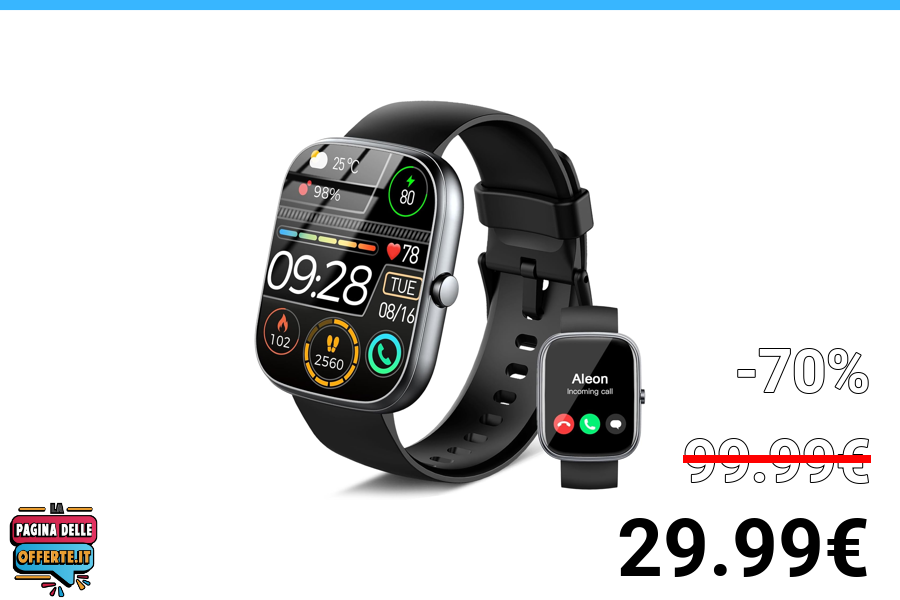 25°C
98%
80
78
09:28
TUE
08/16
102
2560
Aleon
Incoming call
-70%
99.99€
29.99€
LA
PAGINA DELLE
OFFERTE.IT